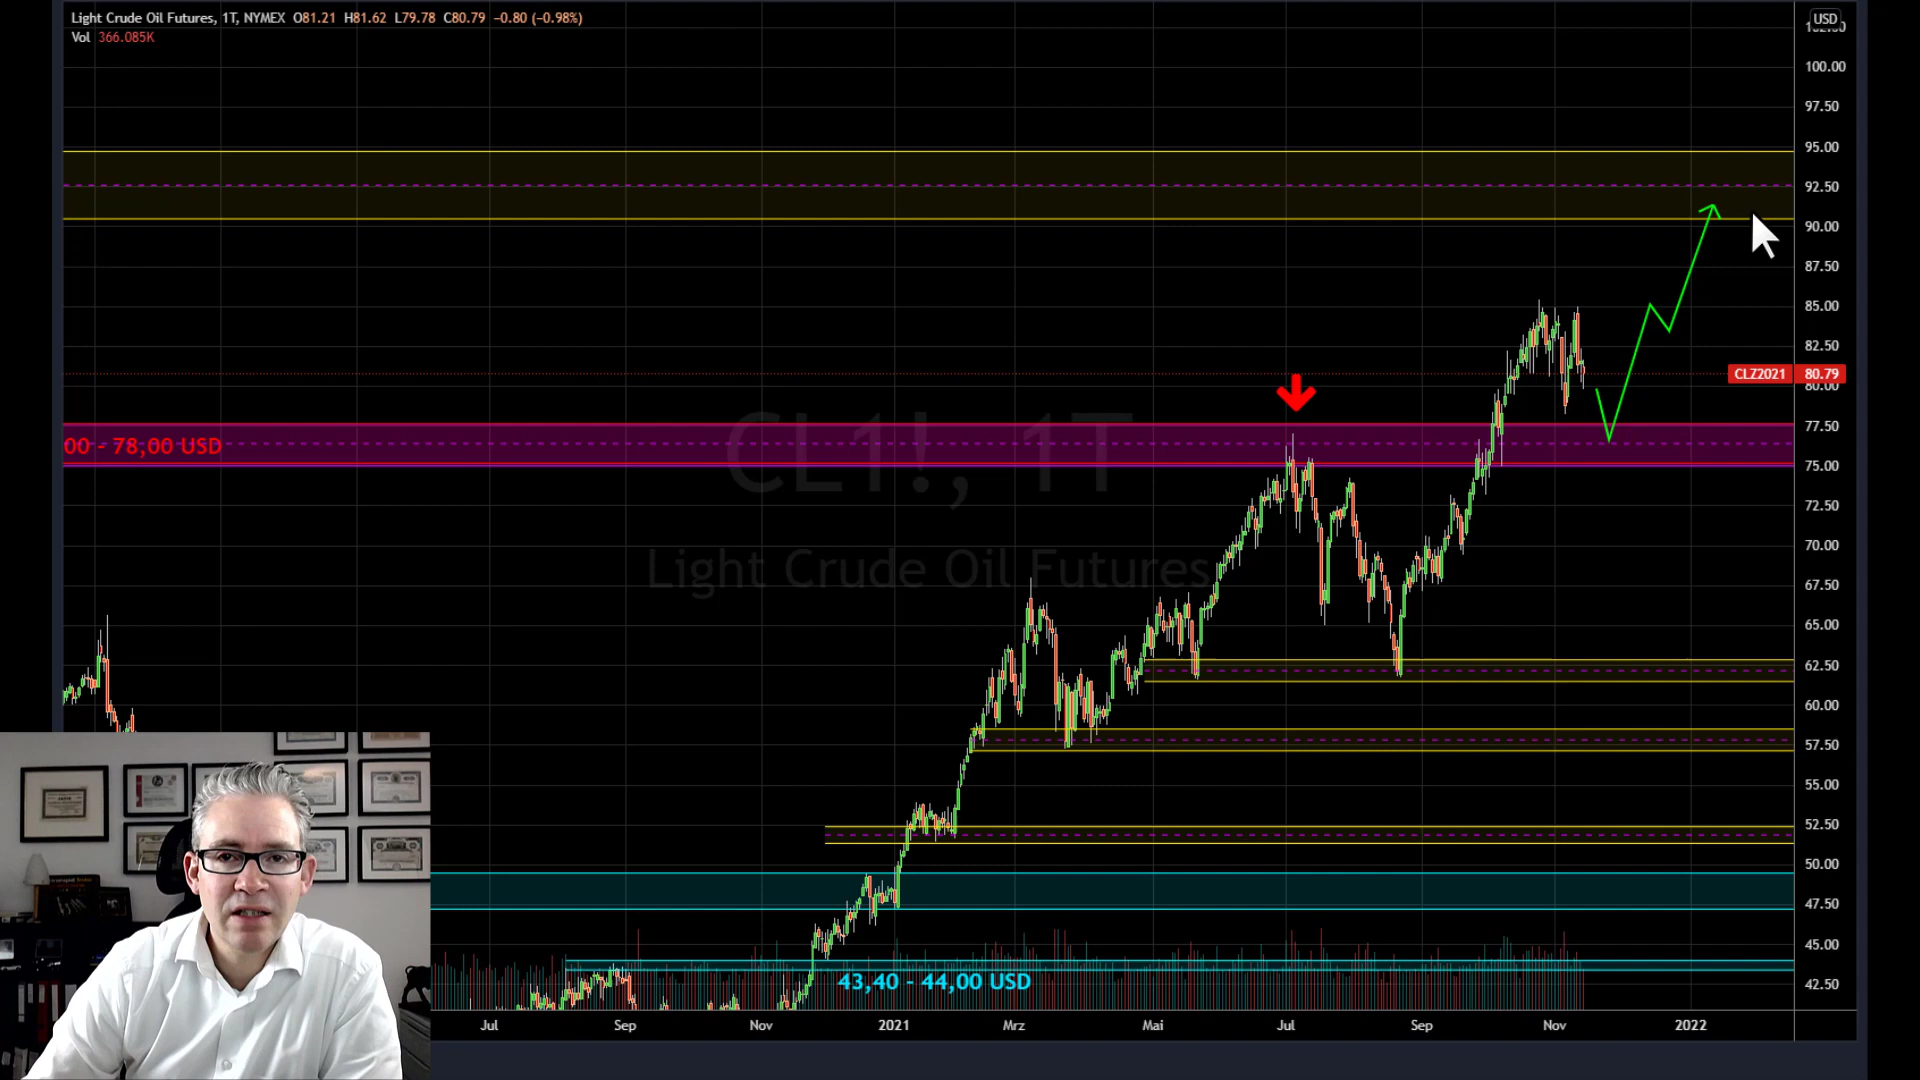 Light Crude Oil Futures, 1T, NYMEX O81.21 H81.62 L79.78 C80.79 −0.80 (−0.98%)
Vol 366.085K
USD
100.00
97.50
95.00
92.50
90.00
87.50
85.00
82.50
CLZ2021 80.79
80.00
77.50
00 - 78,00 USD
75.00
CL1!, 1T
72.50
70.00
Light Crude Oil Futures
67.50
65.00
62.50
60.00
57.50
55.00
52.50
50.00
47.50
45.00
43,40 - 44,00 USD
42.50
Jul Sep Nov 2021 Mrz Mai Jul Sep Nov 2022